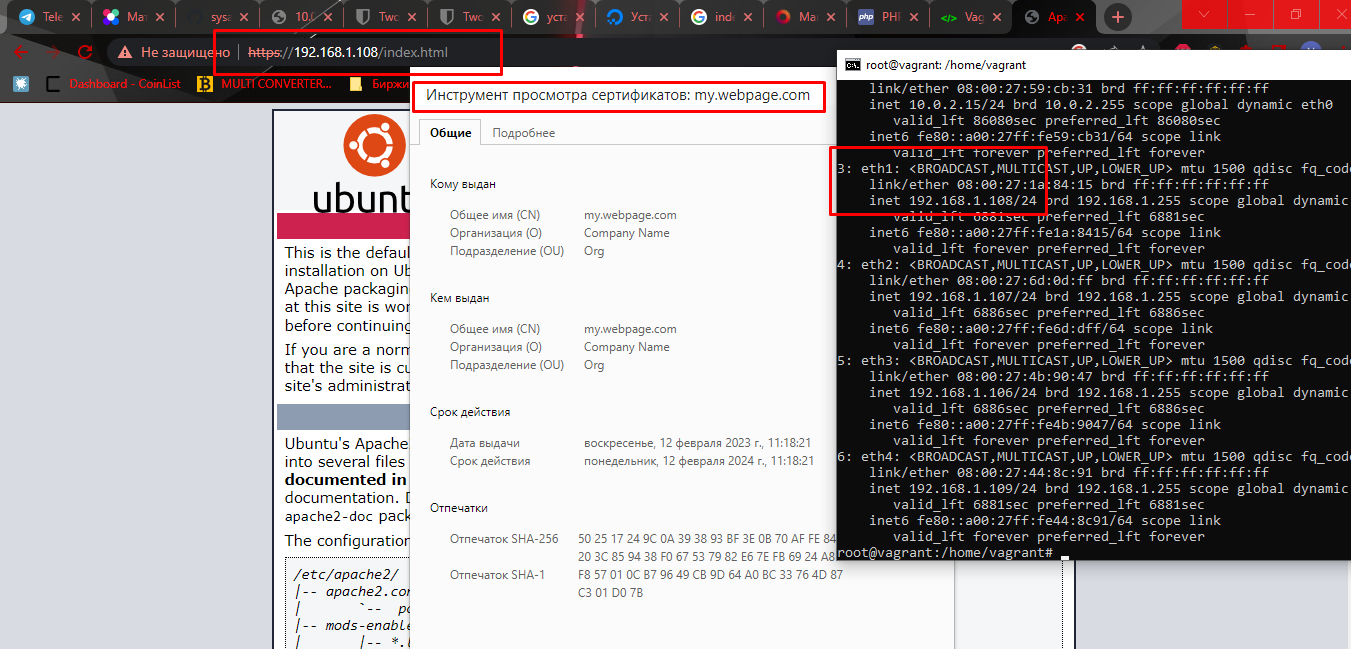 Tele
Мат
sysa
10.0
Two
Two
уста
Уста
inde
Мак
PHP
Vag
Apa
Не защищено | https://192.168.1.108/index.html
Dashboard - CoinList
MULTI CONVERTER...
Биржи
ubunt
This is the defaul
installation on Ub
Apache packaging
at this site is wor
before continuing
If you are a norm
that the site is cu
site's administrat
Ubuntu's Apache
into several files
documented in
documentation. D
apache2-doc pack
The configuration
/etc/apache2/
|-- apache2.con
| `-- po
|-- mods-enable
| |-- *.l
Инструмент просмотра сертификатов: my.webpage.com
Общие
Подробнее
Кому выдан
Общее имя (CN) my.webpage.com
Организация (O) Company Name
Подразделение (OU) Org
Кем выдан
Общее имя (CN) my.webpage.com
Организация (O) Company Name
Подразделение (OU) Org
Срок действия
Дата выдачи воскресенье, 12 февраля 2023 г., 11:18:21
Срок действия понедельник, 12 февраля 2024 г., 11:18:21
Отпечатки
Отпечаток SHA-256 50 25 17 24 9C 0A 39 38 93 BF 3E 0B 70 AF FE 84
20 3C 85 94 38 F0 67 53 79 82 E6 7E FB 69 24 A8
Отпечаток SHA-1 F8 57 01 0C B7 96 49 CB 9D 64 A0 BC 33 76 4D 87
C3 01 D0 7B
root@vagrant: /home/vagrant
link/ether 08:00:27:59:cb:31 brd ff:ff:ff:ff:ff:ff
inet 10.0.2.15/24 brd 10.0.2.255 scope global dynamic eth0
valid_lft 86080sec preferred_lft 86080sec
inet6 fe80::a00:27ff:fe59:cb31/64 scope link
valid_lft forever preferred_lft forever
3: eth1: <BROADCAST,MULTICAST,UP,LOWER_UP> mtu 1500 qdisc fq_code
link/ether 08:00:27:1a:84:15 brd ff:ff:ff:ff:ff:ff
inet 192.168.1.108/24 brd 192.168.1.255 scope global dynamic
valid_lft 6881sec preferred_lft 6881sec
inet6 fe80::a00:27ff:fe1a:8415/64 scope link
valid_lft forever preferred_lft forever
4: eth2: <BROADCAST,MULTICAST,UP,LOWER_UP> mtu 1500 qdisc fq_code
link/ether 08:00:27:6d:0d:ff brd ff:ff:ff:ff:ff:ff
inet 192.168.1.107/24 brd 192.168.1.255 scope global dynamic
valid_lft 6886sec preferred_lft 6886sec
inet6 fe80::a00:27ff:fe6d:dff/64 scope link
valid_lft forever preferred_lft forever
5: eth3: <BROADCAST,MULTICAST,UP,LOWER_UP> mtu 1500 qdisc fq_code
link/ether 08:00:27:4b:90:47 brd ff:ff:ff:ff:ff:ff
inet 192.168.1.106/24 brd 192.168.1.255 scope global dynamic
valid_lft 6886sec preferred_lft 6886sec
inet6 fe80::a00:27ff:fe4b:9047/64 scope link
valid_lft forever preferred_lft forever
6: eth4: <BROADCAST,MULTICAST,UP,LOWER_UP> mtu 1500 qdisc fq_code
link/ether 08:00:27:44:8c:91 brd ff:ff:ff:ff:ff:ff
inet 192.168.1.109/24 brd 192.168.1.255 scope global dynamic
valid_lft 6881sec preferred_lft 6881sec
inet6 fe80::a00:27ff:fe44:8c91/64 scope link
valid_lft forever preferred_lft forever
root@vagrant:/home/vagrant#